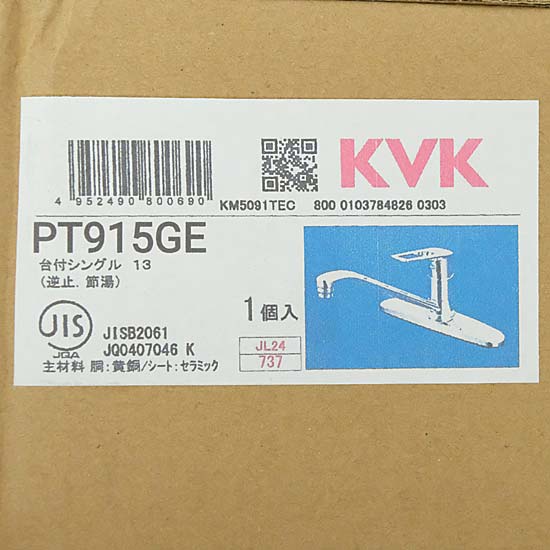 KVK
4 952490 800690
KM5091TEC 800 0103784826 0303
PT915GE
台付シングル 13
(逆止.節湯)
1個入
JIS
JQA
JISB2061
JQ0407046 K
JL24
737
主材料 胴:黄銅/シート:セラミック